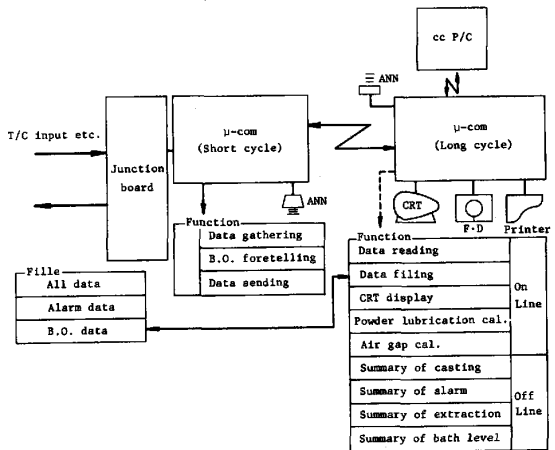 cc P/C
ANN
T/C input etc.
Junction
board
μ-com
(Short cycle)
μ-com
(Long cycle)
ANN
CRT
F·D
Printer
Function
Data gathering
B.O. foretelling
Data sending
Fille
All data
Alarm data
B.O. data
Function
Data reading
Data filing
CRT display
Powder lubrication cal.
Air gap cal.
On
Line
Summary of casting
Summary of alarm
Summary of extraction
Summary of bath level
Off
Line